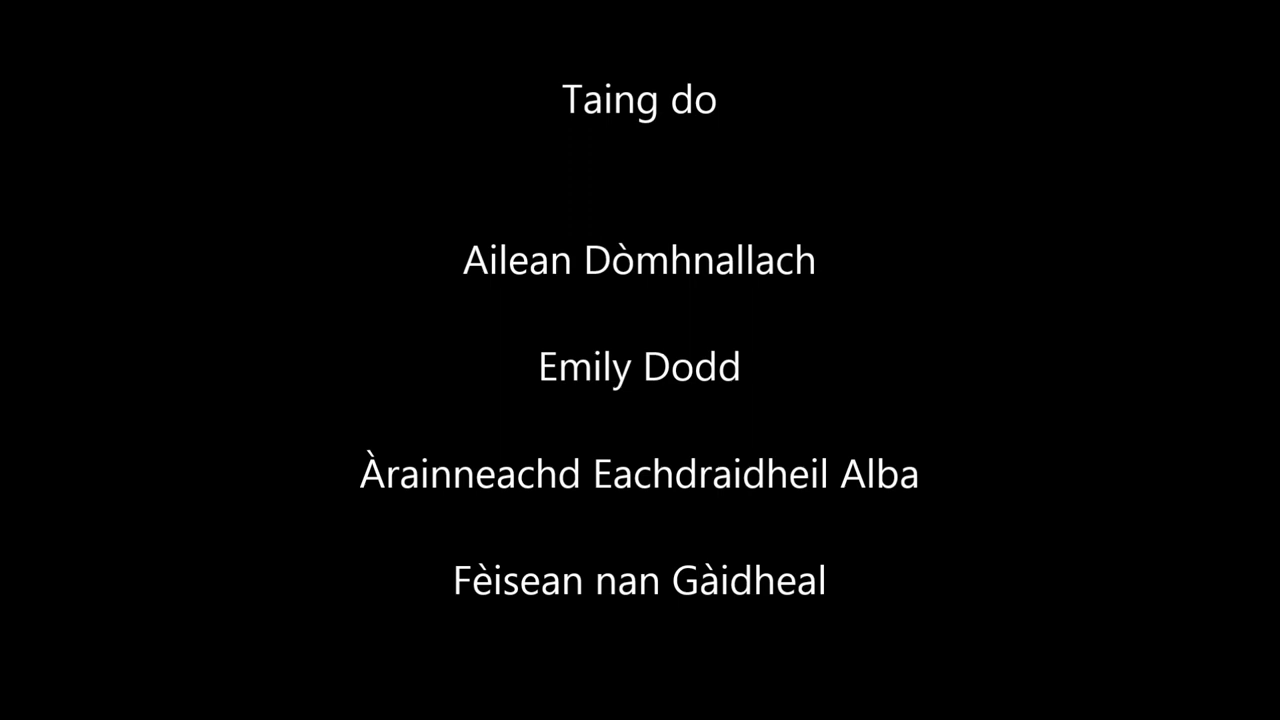 Taing do
Ailean Dòmhnallach
Emily Dodd
Àrainneachd Eachdraidheil Alba
Fèisean nan Gàidheal